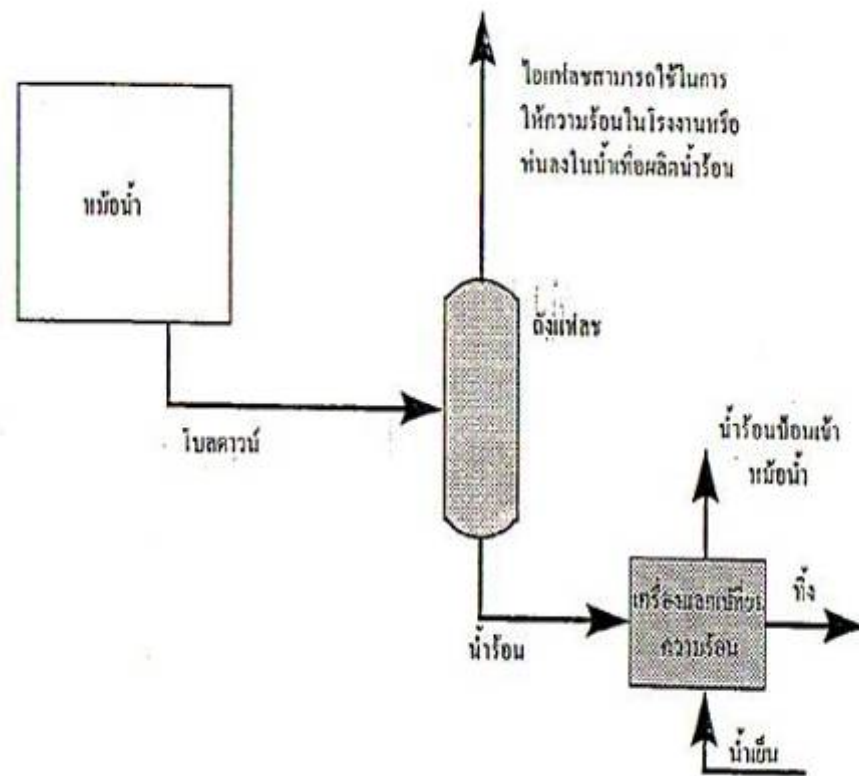 ไอแฟลชสามารถใช้ในการ
ให้ความร้อนในโรงงานหรือ
พ่นลงในน้ำเพื่อผลิตน้ำร้อน
หม้อน้ำ
ถังแฟลช
โบลดาวน์
น้ำร้อนป้อนเข้า
หม้อน้ำ
เครื่องแลกเปลี่ยน
ความร้อน
ทิ้ง
น้ำร้อน
น้ำเย็น